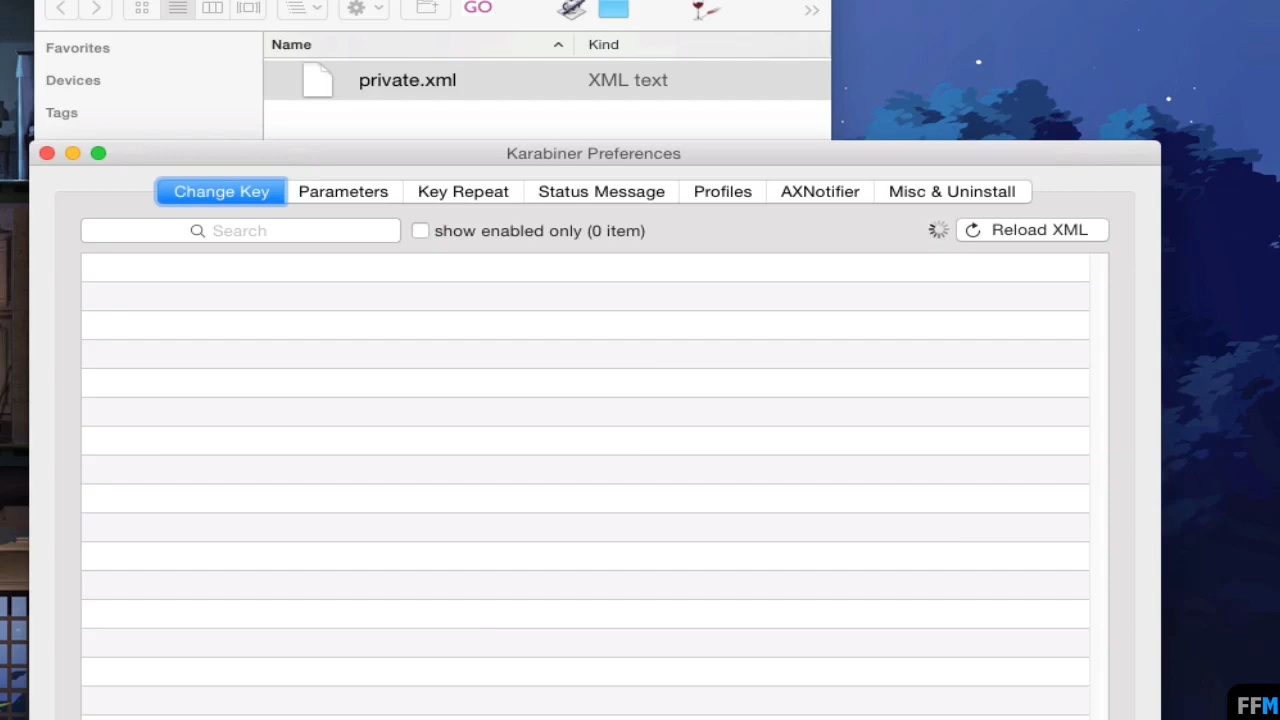 GO
Favorites
Name Kind
private.xml XML text
Devices
Tags
Karabiner Preferences
Change Key Parameters Key Repeat Status Message Profiles AXNotifier Misc & Uninstall
Search show enabled only (0 item) Reload XML
FFM